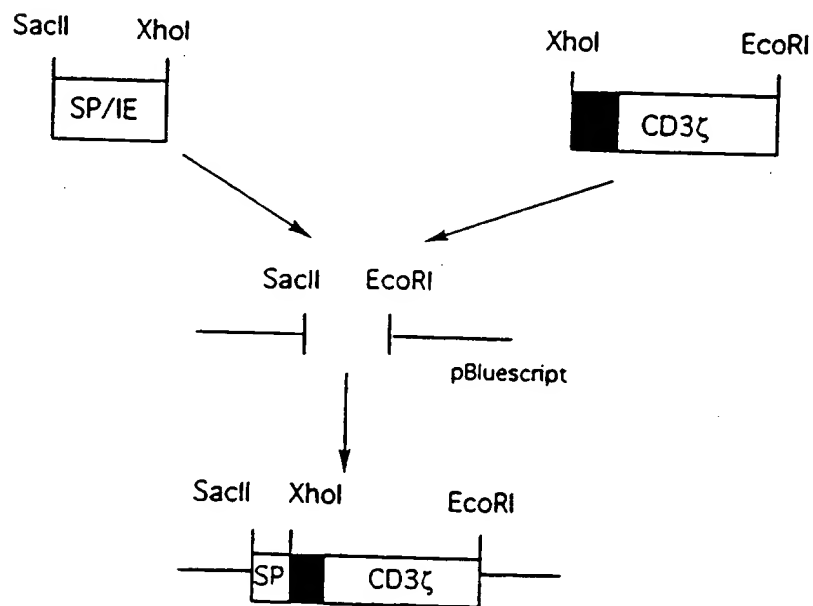 SacII XhoI
SP/IE
XhoI EcoRI
CD3ζ
SacII EcoRI
pBluescript
SacII XhoI EcoRI
SP CD3ζ